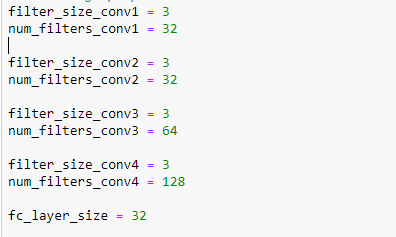 filter_size_conv1 = 3
num_filters_conv1 = 32
filter_size_conv2 = 3
num_filters_conv2 = 32
filter_size_conv3 = 3
num_filters_conv3 = 64
filter_size_conv4 = 3
num_filters_conv4 = 128
fc_layer_size = 32